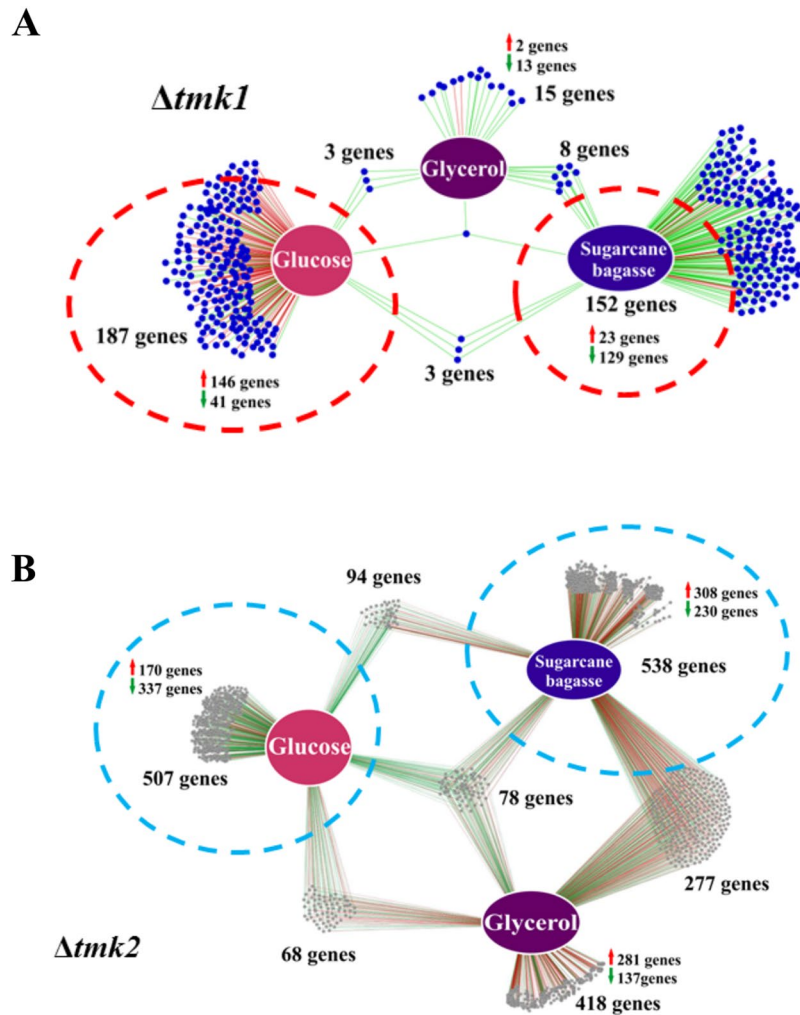 A
Δtmk1
2 genes
13 genes
15 genes
3 genes
Glycerol
8 genes
Glucose
Sugarcane
bagasse
187 genes
152 genes
146 genes
41 genes
23 genes
129 genes
3 genes
B
94 genes
308 genes
230 genes
170 genes
337 genes
Sugarcane
bagasse
538 genes
Glucose
507 genes
78 genes
277 genes
Glycerol
68 genes
Δtmk2
281 genes
137genes
418 genes